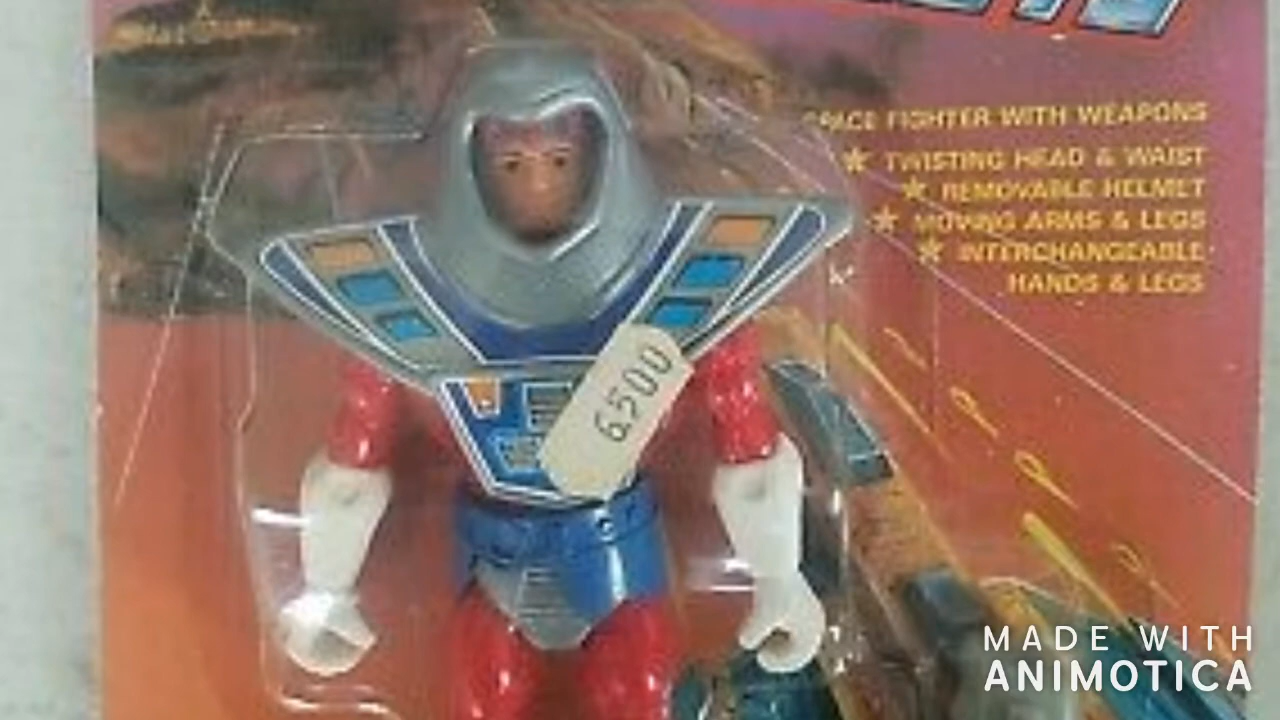 SPACE FIGHTER WITH WEAPONS
★ TWISTING HEAD & WAIST
★ REMOVABLE HELMET
★ MOVING ARMS & LEGS
★ INTERCHANGEABLE
HANDS & LEGS
6500
MADE WITH
ANIMOTICA